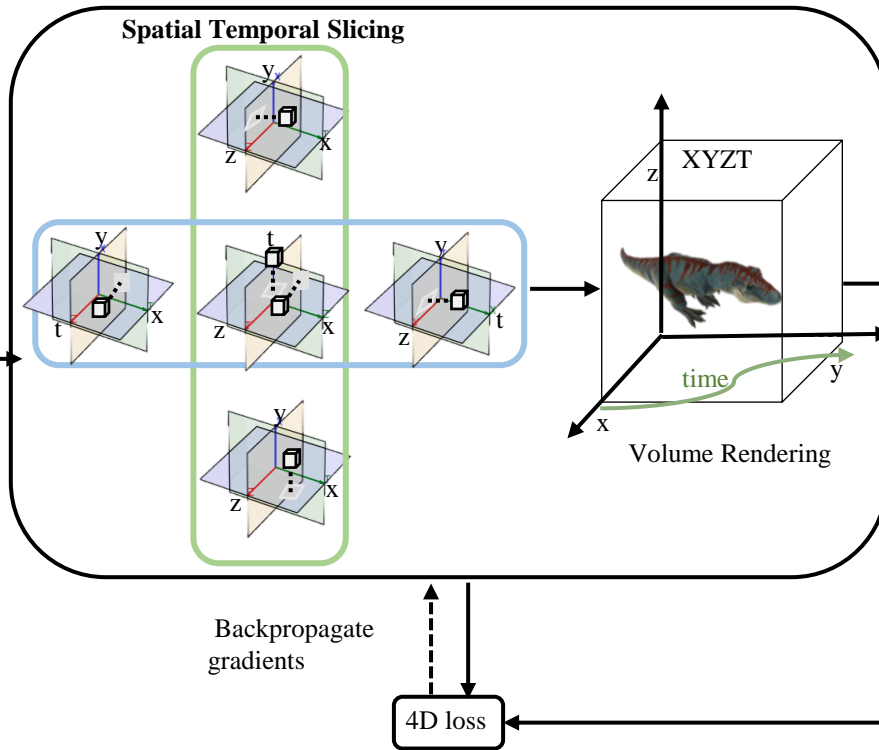 Spatial Temporal Slicing
y
x
z
y
x
t
t
x
z
y
t
z
y
x
z
XYZT
z
time
y
x
Volume Rendering
Backpropagate
gradients
4D loss